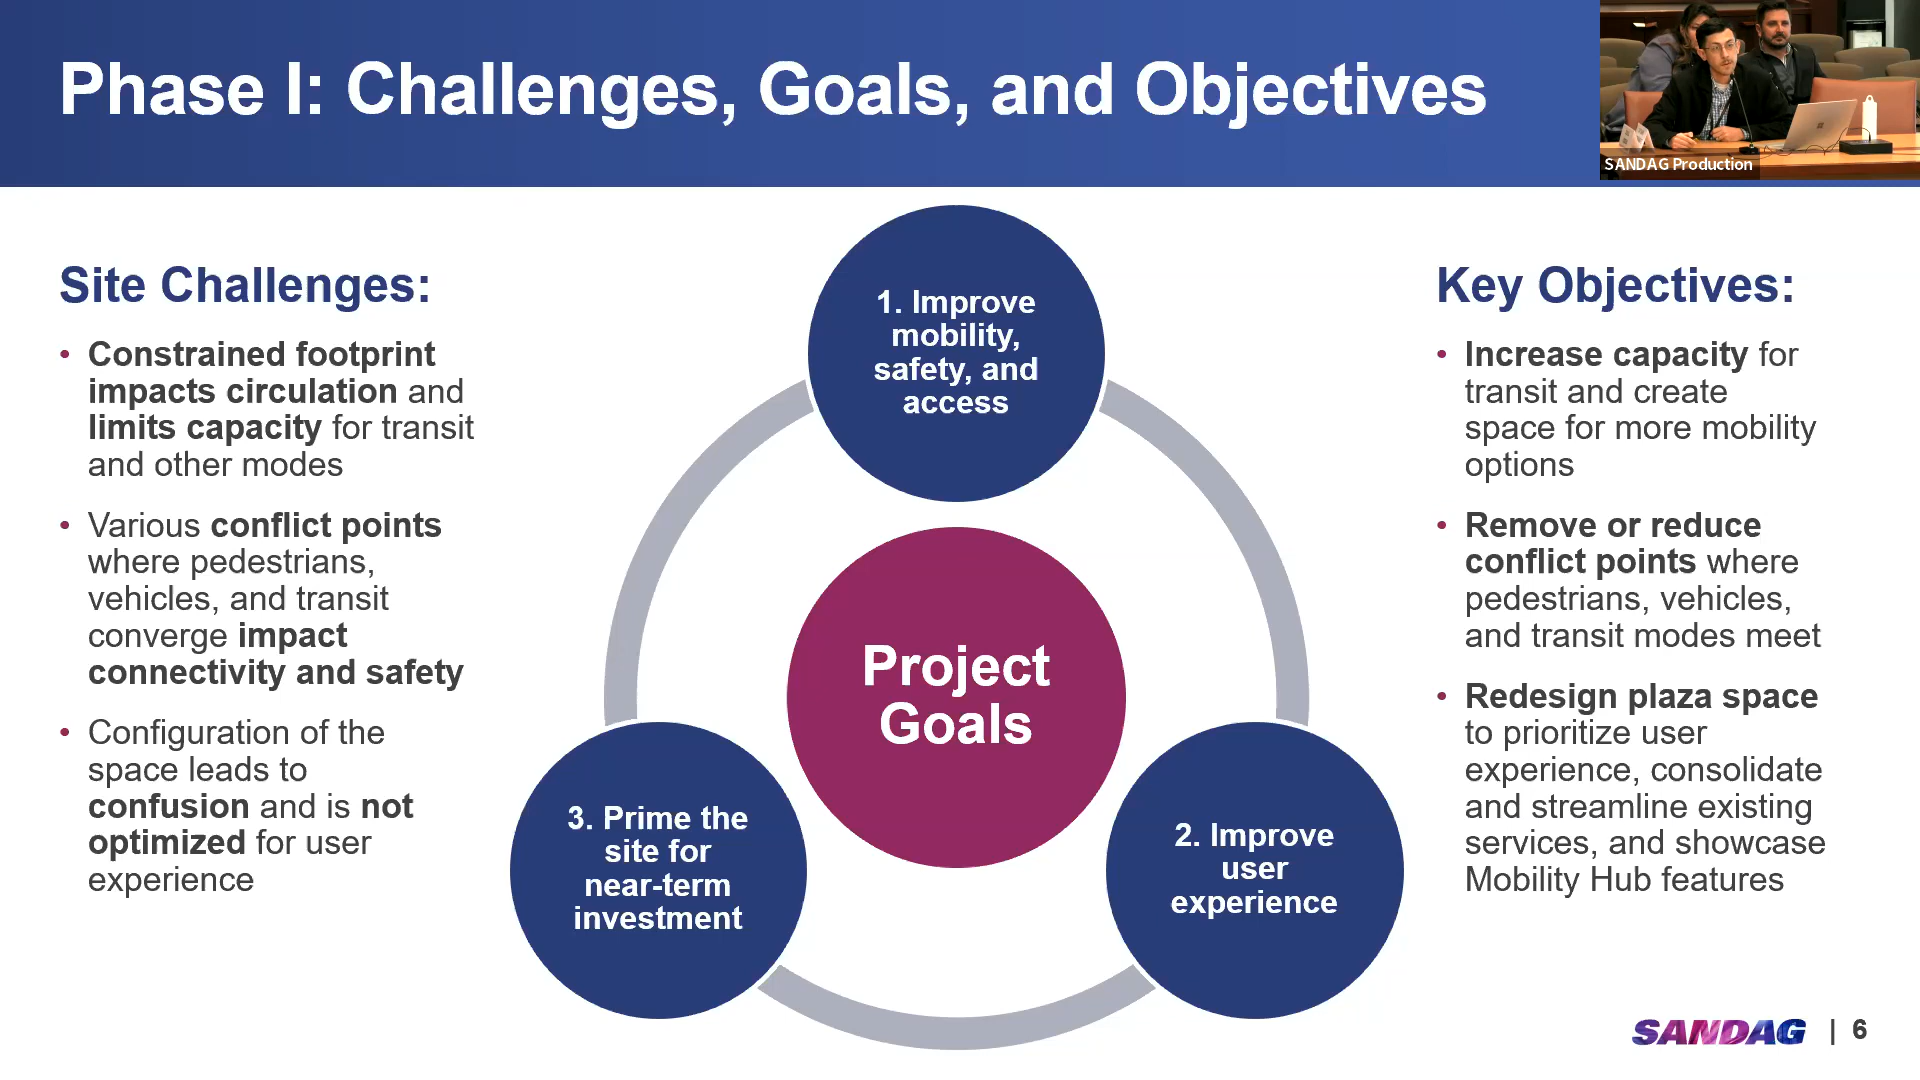 Phase I: Challenges, Goals, and Objectives
SANDAG Production
Site Challenges:
• Constrained footprint
impacts circulation and
limits capacity for transit
and other modes
• Various conflict points
where pedestrians,
vehicles, and transit
converge impact
connectivity and safety
• Configuration of the
space leads to
confusion and is not
optimized for user
experience
1. Improve
mobility,
safety, and
access
Project
Goals
3. Prime the
site for
near-term
investment
2. Improve
user
experience
Key Objectives:
• Increase capacity for
transit and create
space for more mobility
options
• Remove or reduce
conflict points where
pedestrians, vehicles,
and transit modes meet
• Redesign plaza space
to prioritize user
experience, consolidate
and streamline existing
services, and showcase
Mobility Hub features
SANDAG | 6